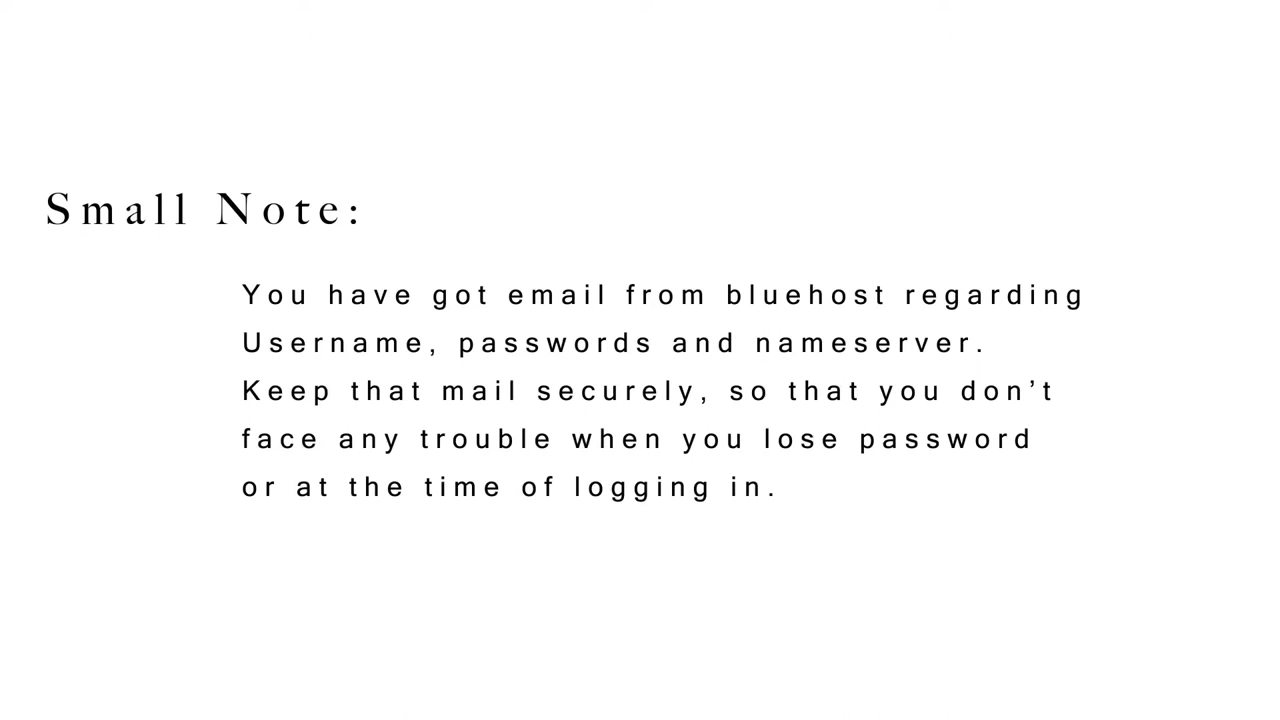 Small Note:
You have got email from bluehost regarding
Username, passwords and nameserver.
Keep that mail securely, so that you don’t
face any trouble when you lose password
or at the time of logging in.